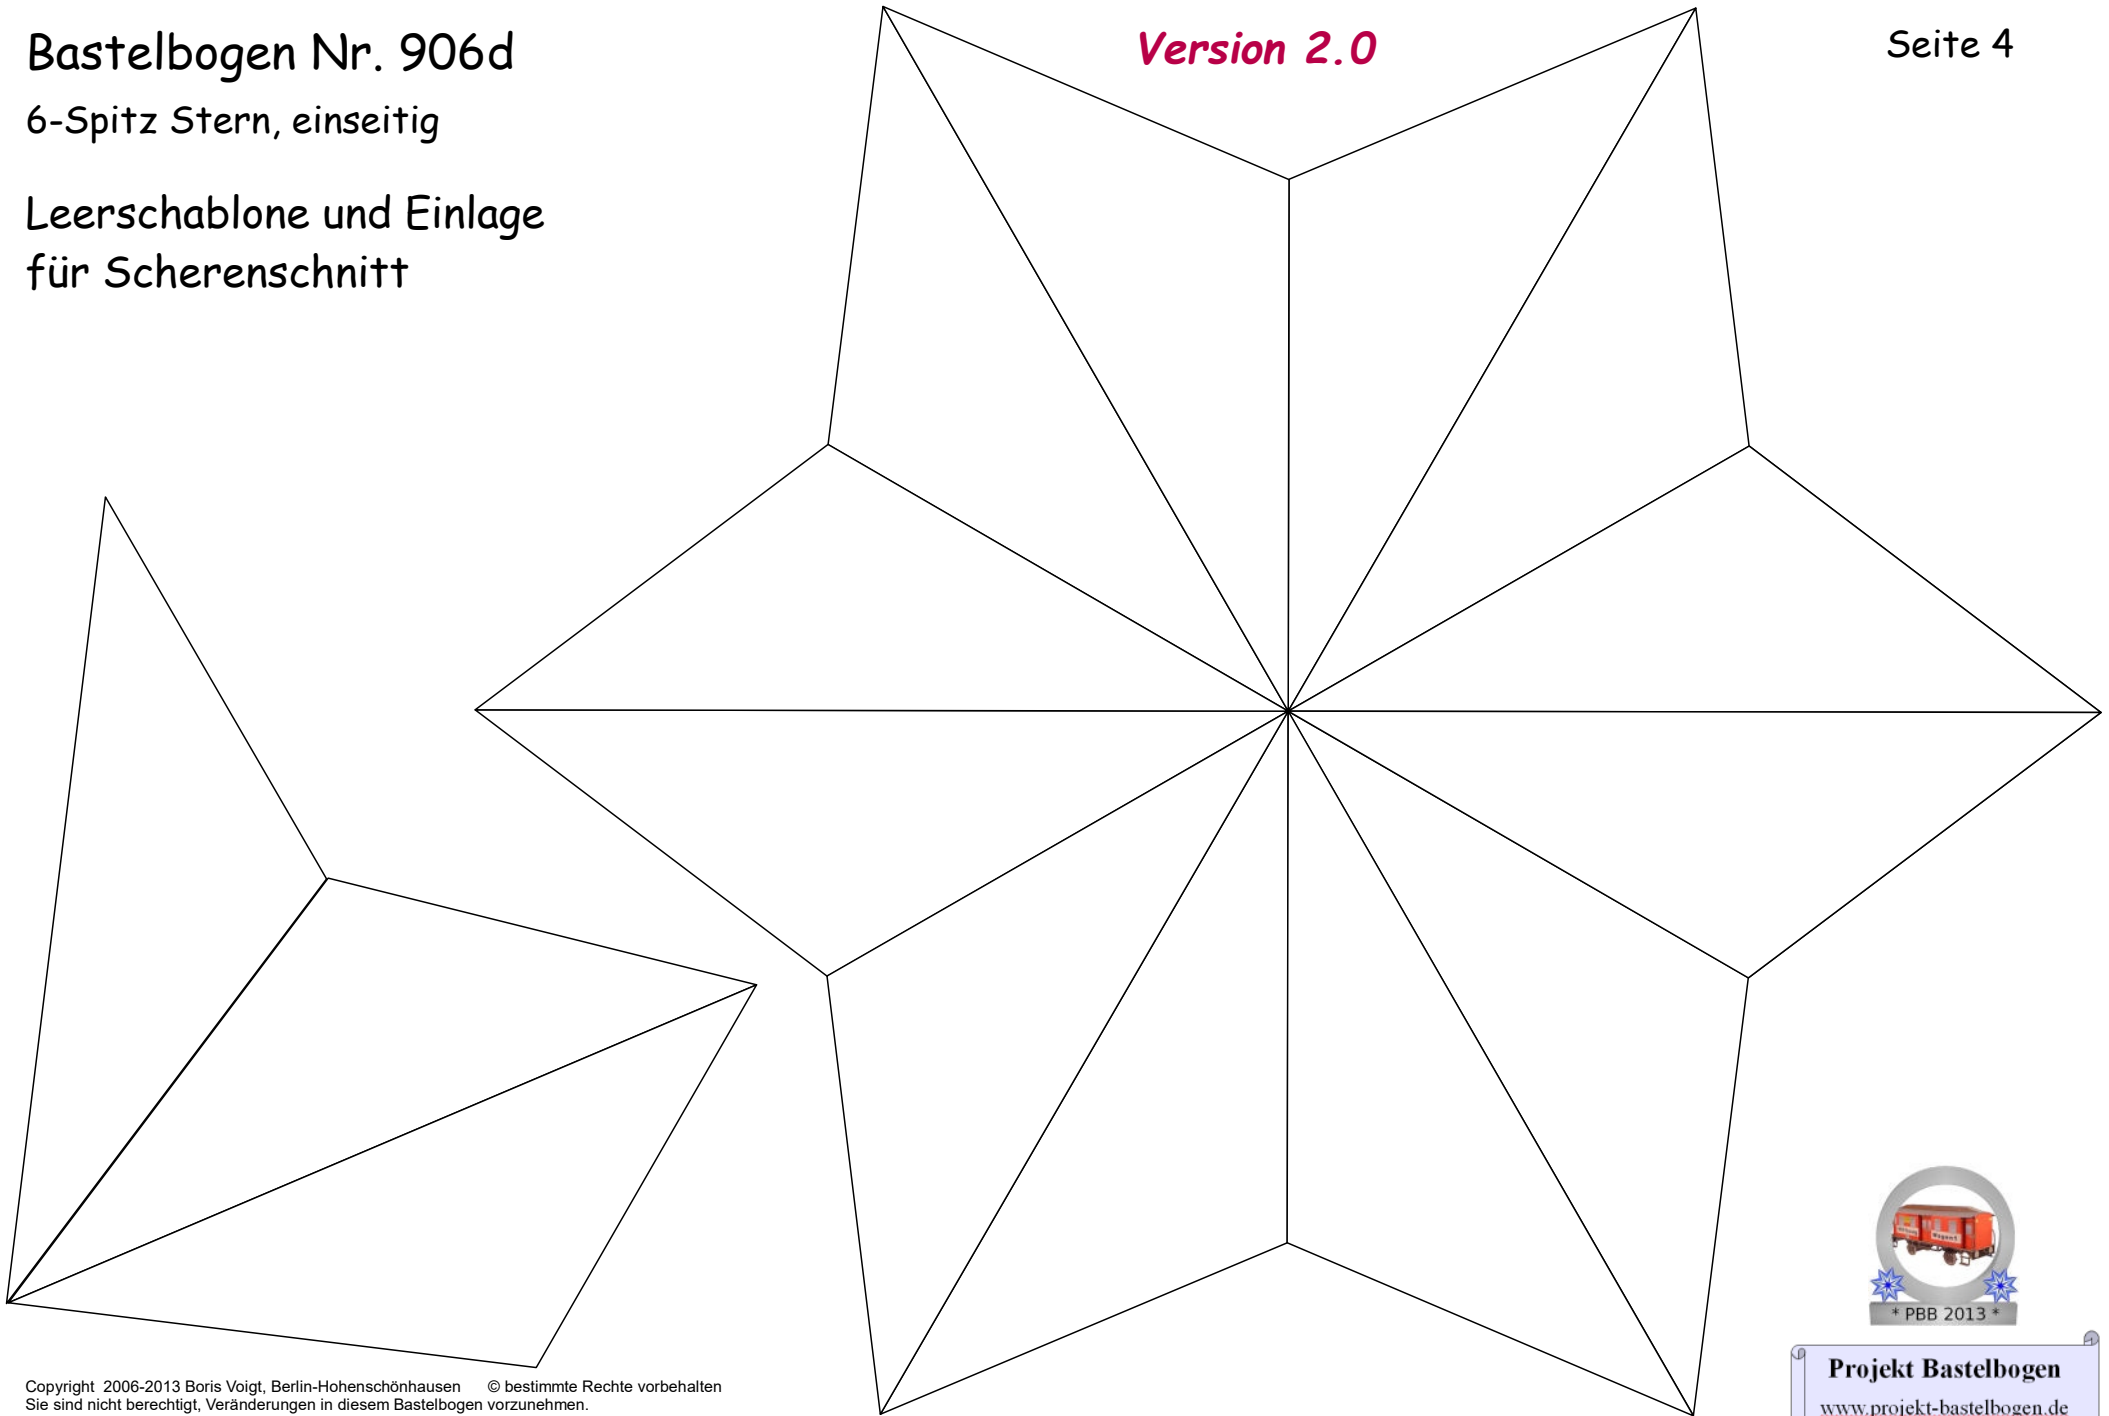 Bastelbogen Nr. 906d
Version 2.0
Seite 4
6-Spitz Stern, einseitig
Leerschablone und Einlage
für Scherenschnitt
* PBB 2013 *
Projekt Bastelbogen
www.projekt-bastelbogen.de
Copyright 2006-2013 Boris Voigt, Berlin-Hohenschönhausen © bestimmte Rechte vorbehalten
Sie sind nicht berechtigt, Veränderungen in diesem Bastelbogen vorzunehmen.